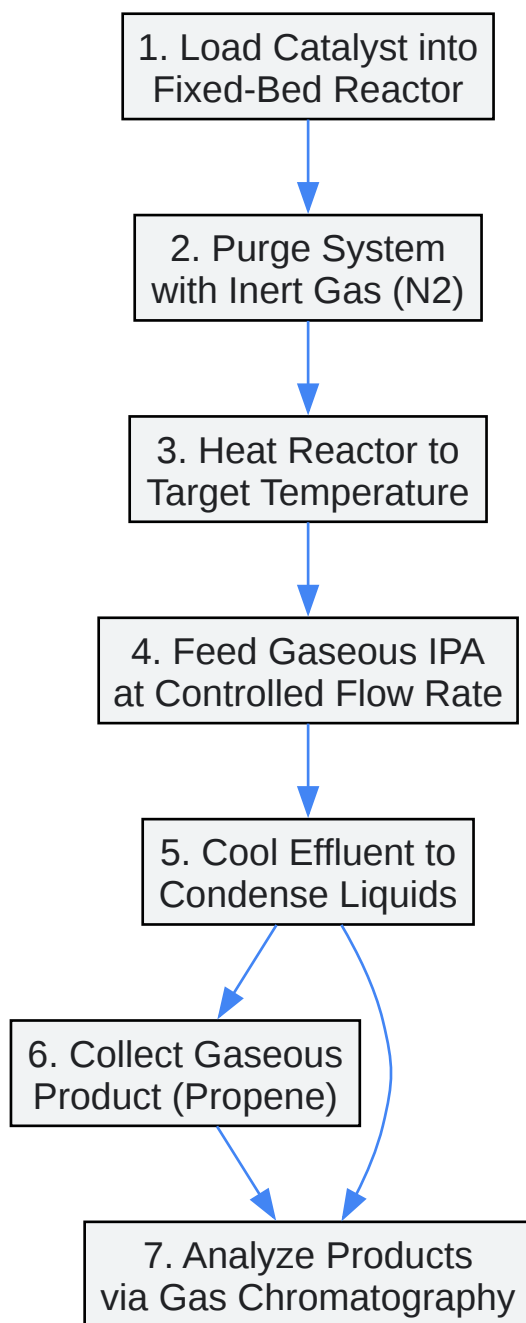 1. Load Catalyst into
Fixed-Bed Reactor
2. Purge System
with Inert Gas (N2)
3. Heat Reactor to
Target Temperature
4. Feed Gaseous IPA
at Controlled Flow Rate
5. Cool Effluent to
Condense Liquids
6. Collect Gaseous
Product (Propene)
7. Analyze Products
via Gas Chromatography